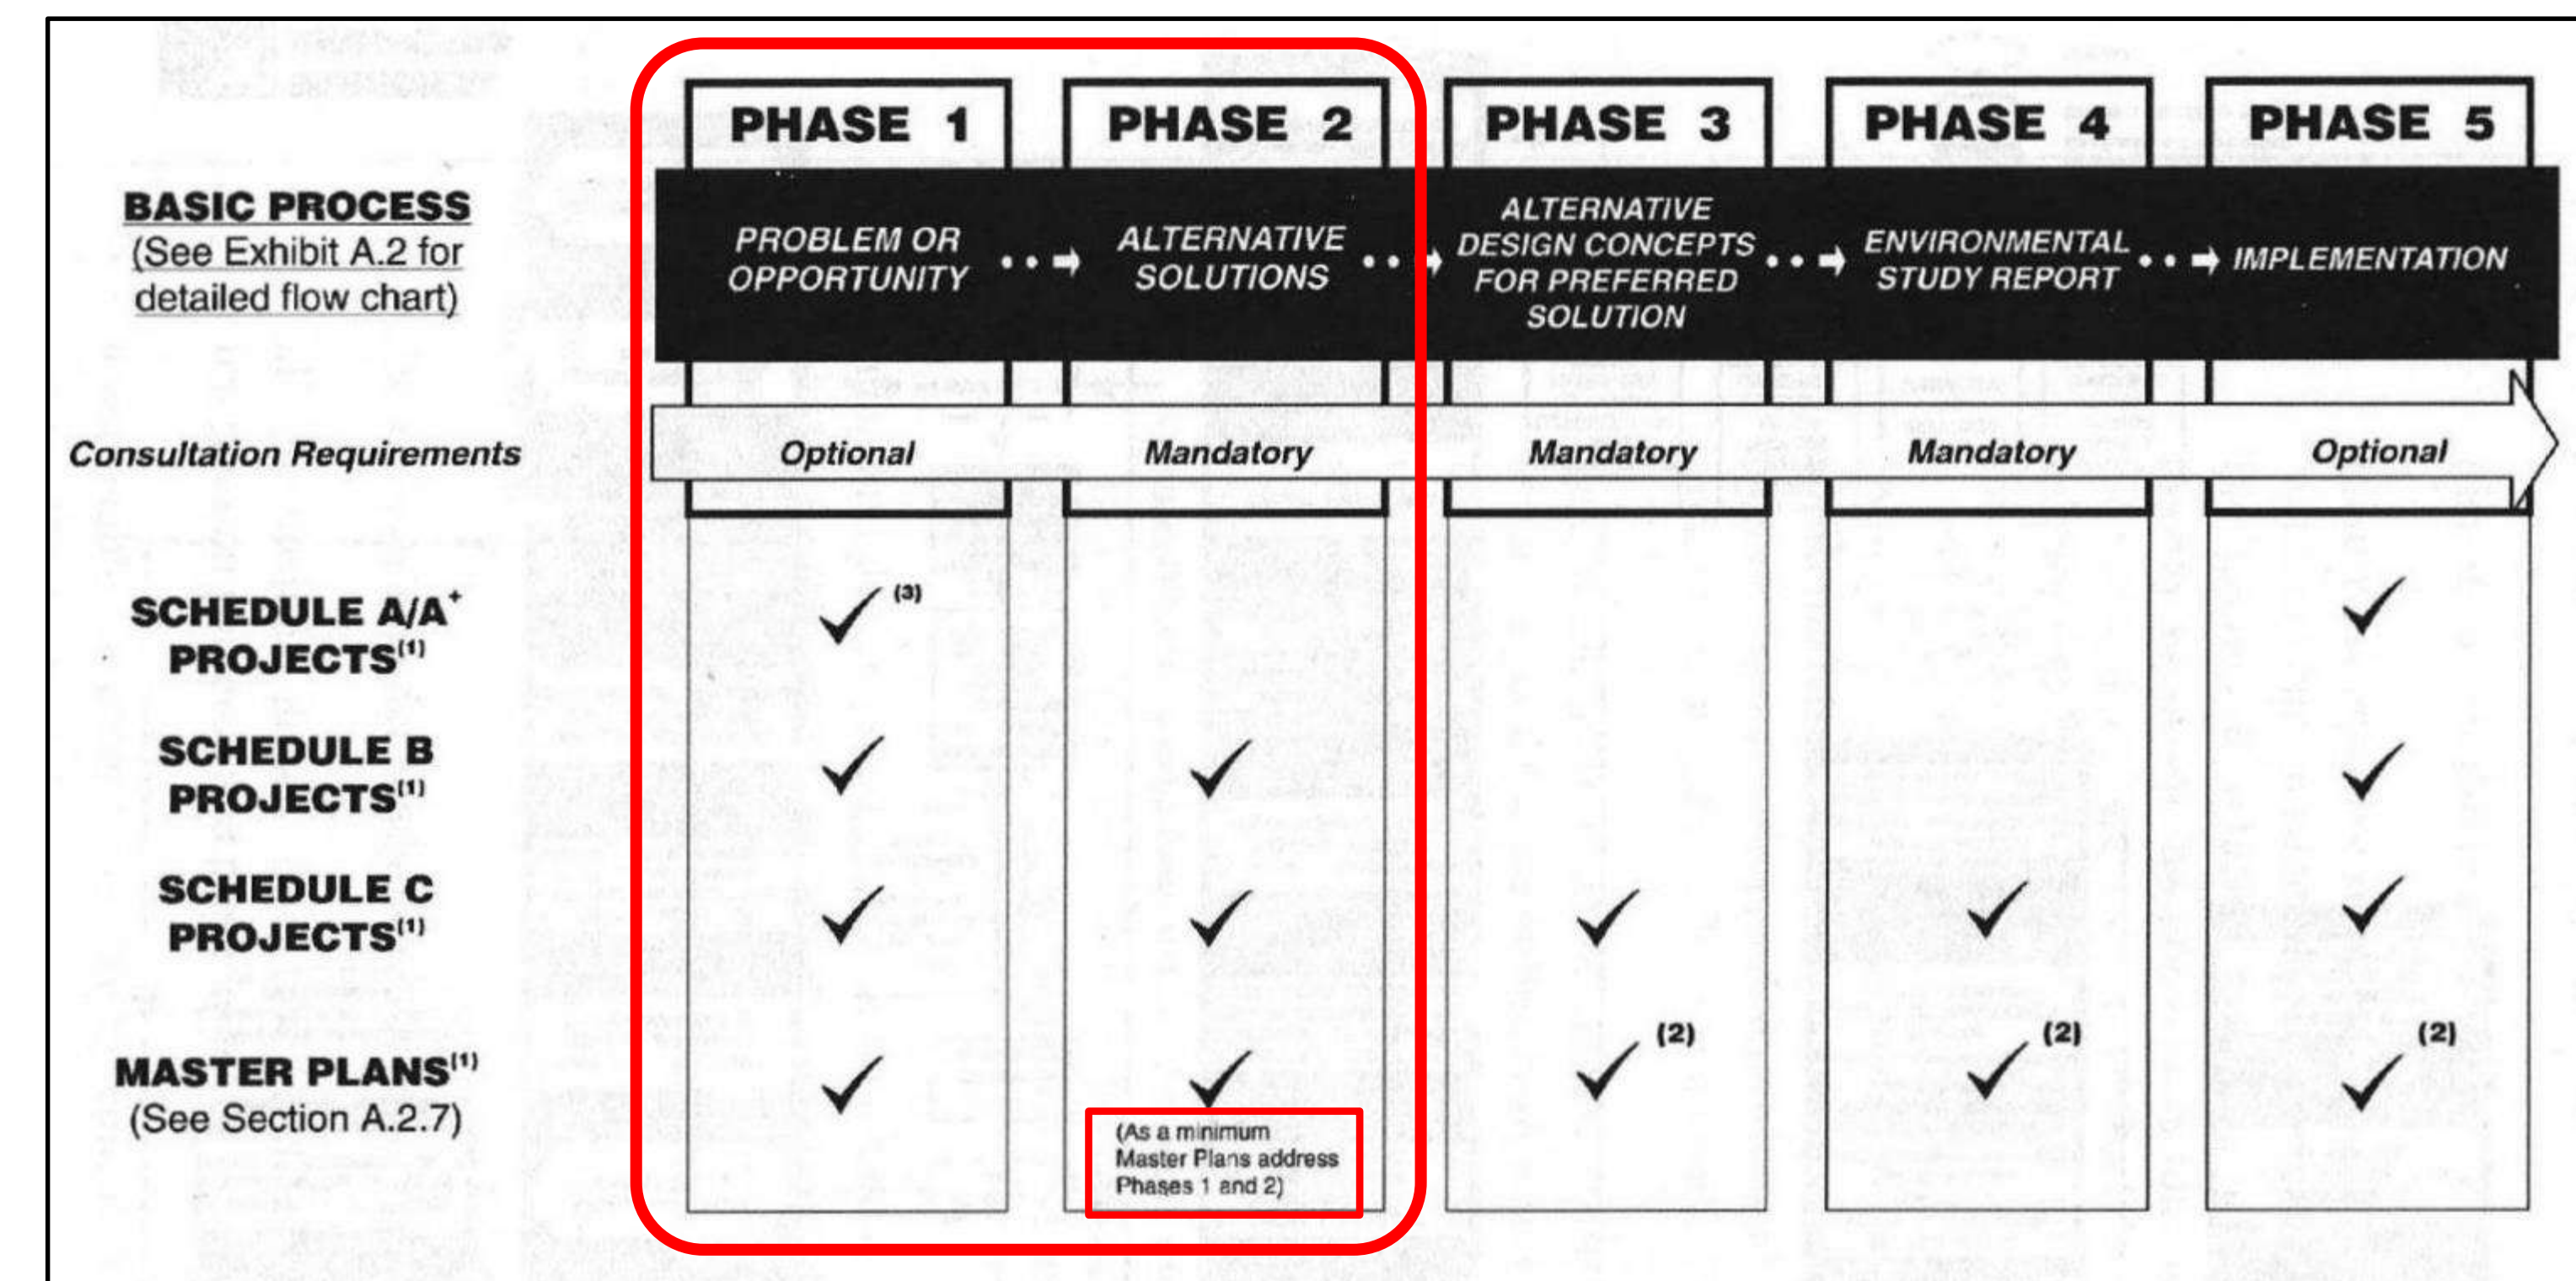 PHASE 1
PHASE 2
PHASE 3
PHASE 4
PHASE 5
BASIC PROCESS
(See Exhibit A.2 for
detailed flow chart)
PROBLEM OR
OPPORTUNITY
ALTERNATIVE
SOLUTIONS
ALTERNATIVE
DESIGN CONCEPTS
FOR PREFERRED
SOLUTION
ENVIRONMENTAL
STUDY REPORT
IMPLEMENTATION
Consultation Requirements
Optional
Mandatory
Mandatory
Mandatory
Optional
SCHEDULE A/A+
PROJECTS(1)
(3)
SCHEDULE B
PROJECTS(1)
SCHEDULE C
PROJECTS(1)
MASTER PLANS(1)
(See Section A.2.7)
(2)
(2)
(2)
(As a minimum
Master Plans address
Phases 1 and 2)